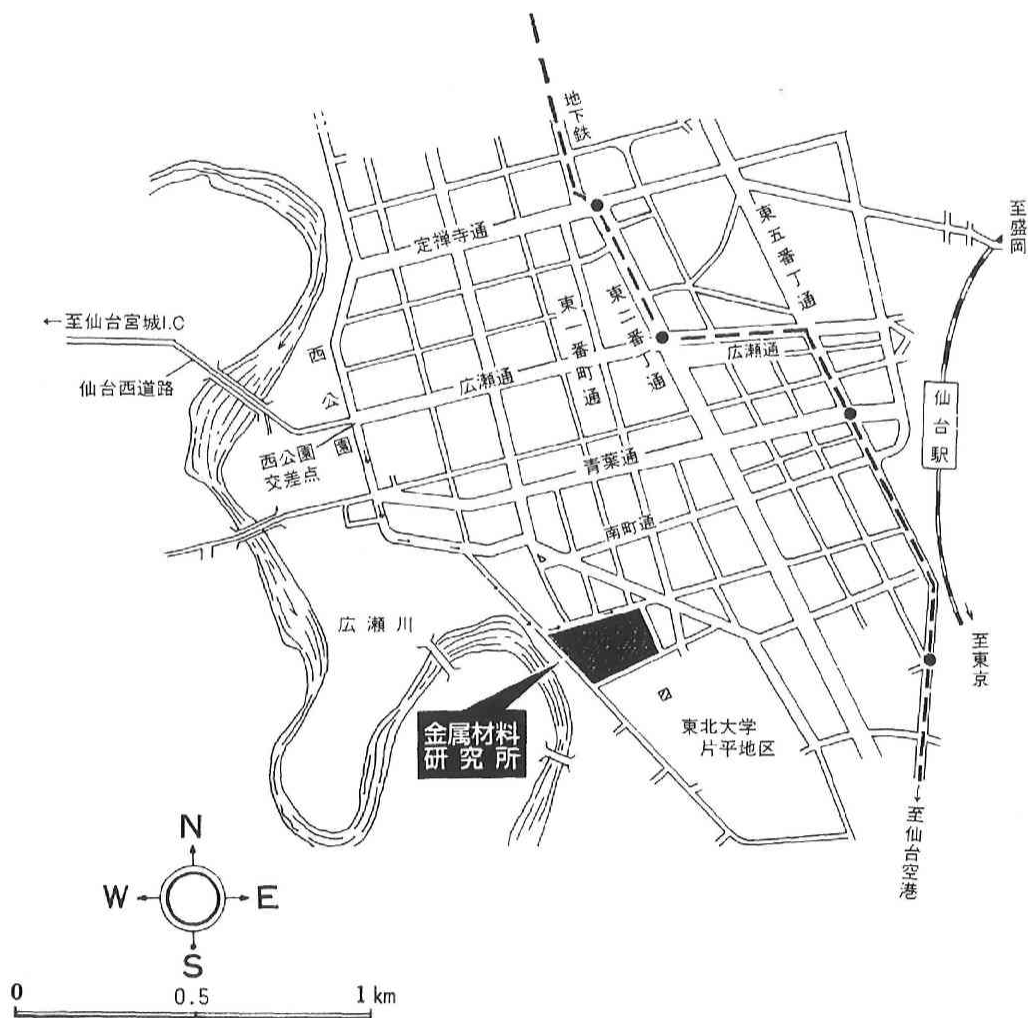 地下鉄
至盛岡
定禅寺通
東五番丁通
←至仙台宮城I.C
東一番町通
東二番丁通
仙台西道路
西公園
広瀬通
広瀬通
仙台駅
西公園
交差点
青葉通
南町通
広瀬川
至東京
金属材料
研究所
東北大学
片平地区
至仙台空港
N
W
E
S
0
0.5
1 km